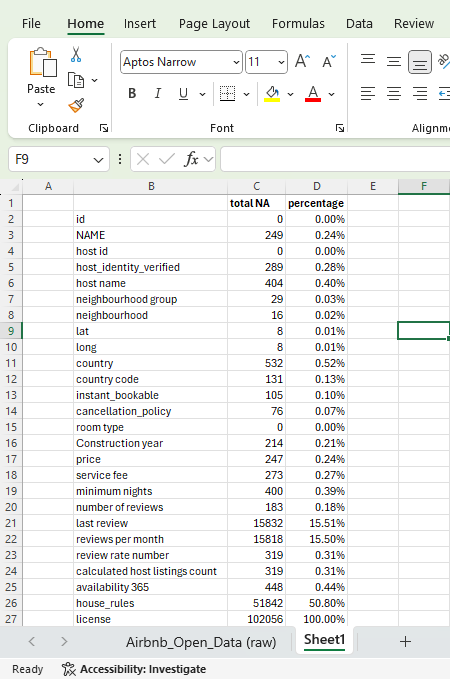 File Home Insert Page Layout Formulas Data Review
Paste
Aptos Narrow 11 A A
B I U A
Clipboard Font Alignm
F9 fx
A B C D E F
1 total NA percentage
2 id 0 0.00%
3 NAME 249 0.24%
4 host id 0 0.00%
5 host_identity_verified 289 0.28%
6 host name 404 0.40%
7 neighbourhood group 29 0.03%
8 neighbourhood 16 0.02%
9 lat 8 0.01%
10 long 8 0.01%
11 country 532 0.52%
12 country code 131 0.13%
13 instant_bookable 105 0.10%
14 cancellation_policy 76 0.07%
15 room type 0 0.00%
16 Construction year 214 0.21%
17 price 247 0.24%
18 service fee 273 0.27%
19 minimum nights 400 0.39%
20 number of reviews 183 0.18%
21 last review 15832 15.51%
22 reviews per month 15818 15.50%
23 review rate number 319 0.31%
24 calculated host listings count 319 0.31%
25 availability 365 448 0.44%
26 house_rules 51842 50.80%
27 license 102056 100.00%
Airbnb_Open_Data (raw) Sheet1
Ready Accessibility: Investigate